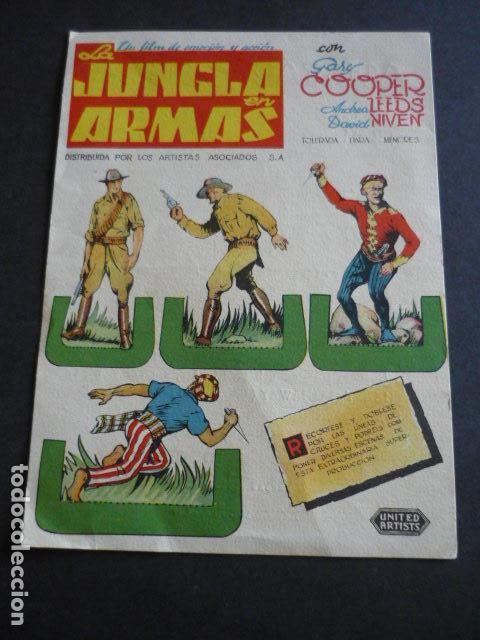 Un film de emoción y acción
La
JUNGLA
en
ARMAS
con
Gary
COOPER
Andrea LEEDS
David NIVEN
TOLERADA PARA MENORES
DISTRIBUIDA POR LOS ARTISTAS ASOCIADOS S.A.
RECORTESE Y DOBLESE
POR LAS LINEAS DE
CRUCES Y PODREIS COM
PONER DIVERSAS ESCENAS DE
ESTA EXTRAORDINARIA SUPER-
PRODUCCION
UNITED
ARTISTS
todocoleccion.net